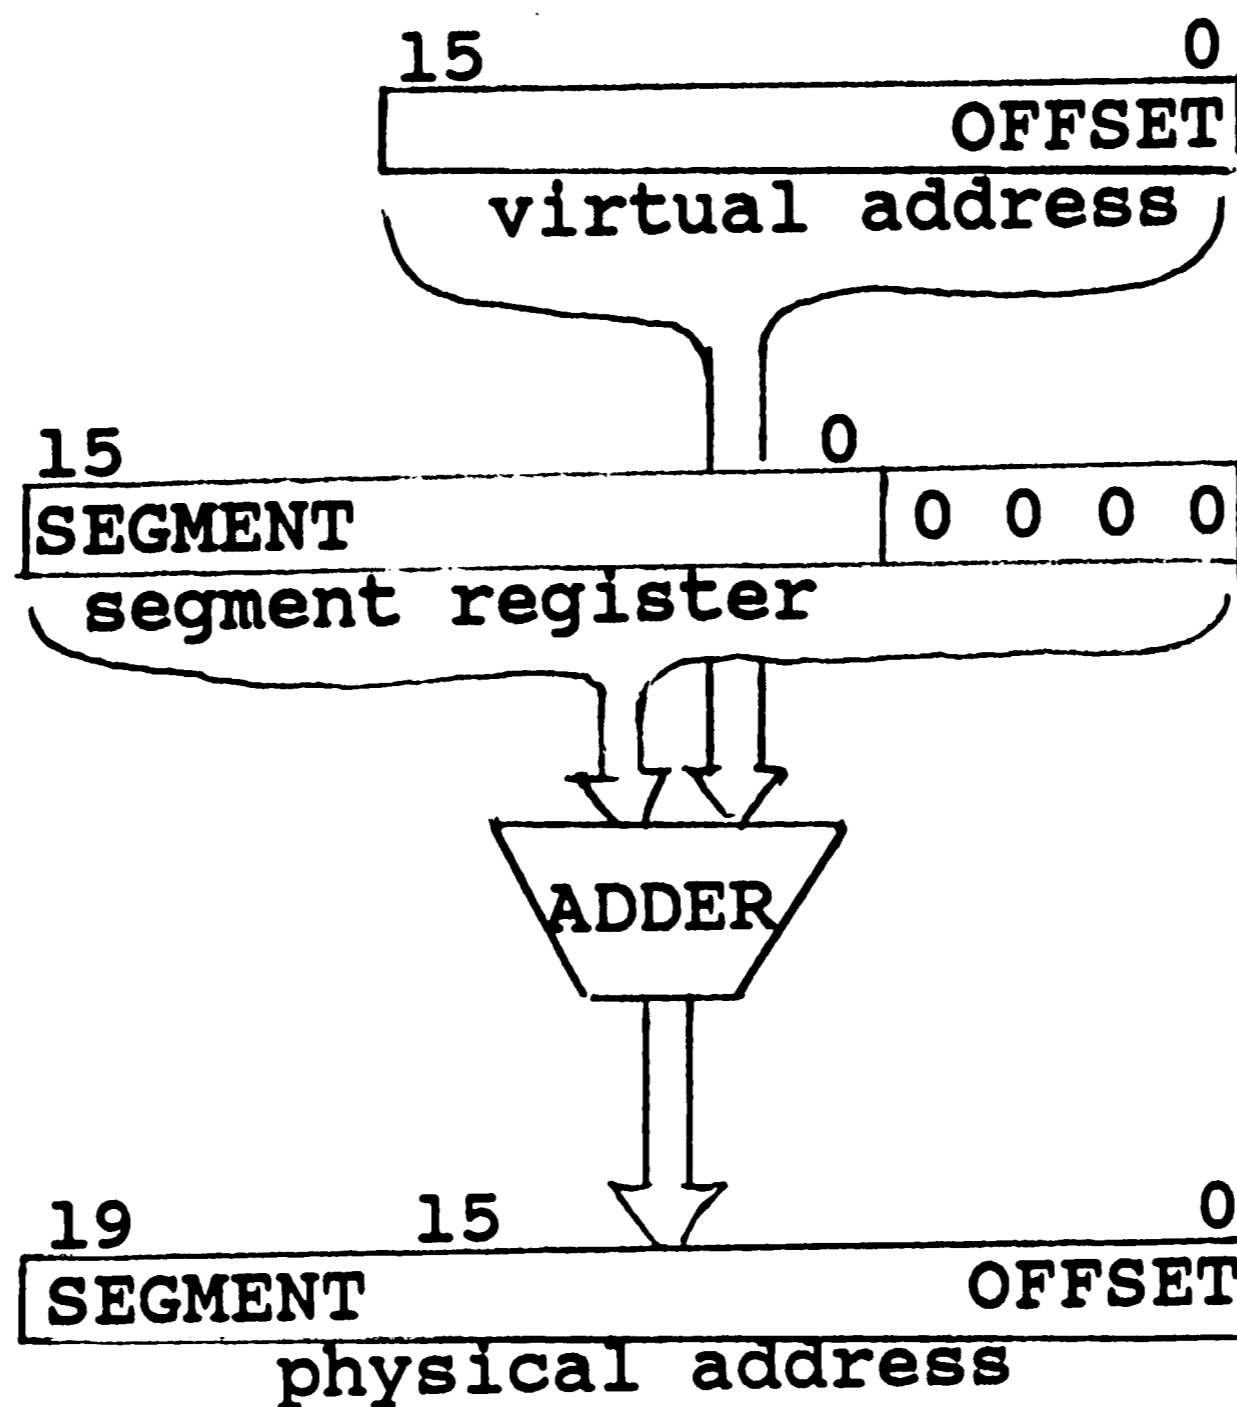 15 0
OFFSET
virtual address
15 0
SEGMENT 0 0 0 0
segment register
ADDER
19 15 0
SEGMENT OFFSET
physical address